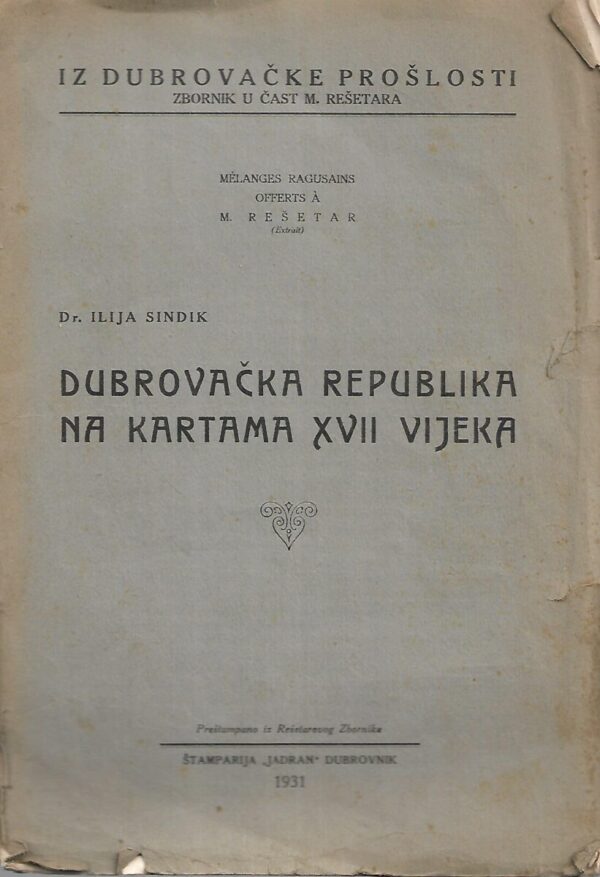 IZ DUBROVAČKE PROŠLOSTI
ZBORNIK U ČAST M. REŠETARA
MÉLANGES RAGUSAINS
OFFERTS À
M. REŠETAR
(Extrait)
Dr. ILIJA SINDIK
DUBROVAČKA REPUBLIKA
NA KARTAMA XVII VIJEKA
Preštampano iz Rešetarovog Zbornika
ŠTAMPARIJA „JADRAN" DUBROVNIK
1931